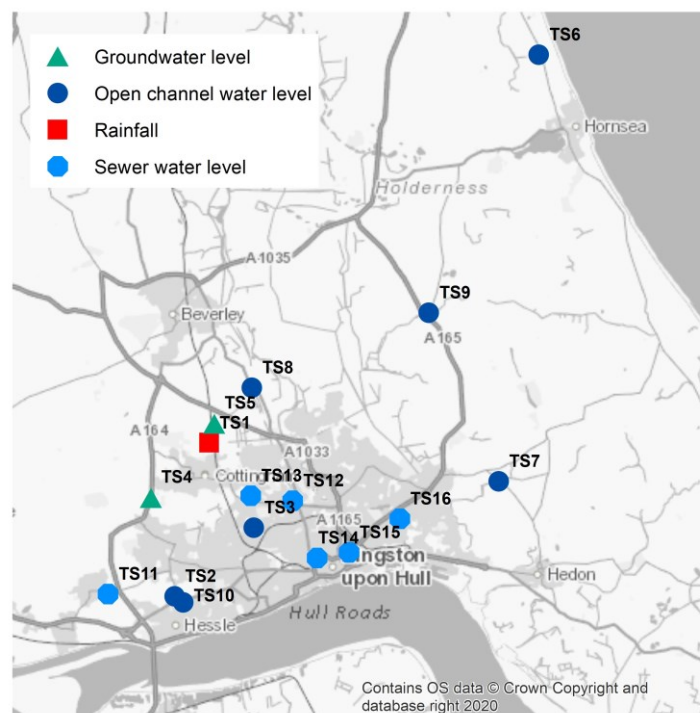 Groundwater level
Open channel water level
Rainfall
Sewer water level
TS6
Hornsea
Holderness
A1035
TS9
Beverley
A165
TS8
TS5
TS1
A164
A1033
TS4
Cotting
TS13
TS12
TS7
TS3
TS16
A1165
TS15
TS14
ingston
upon Hull
TS11
TS2
Hedon
TS10
Hull Roads
Hessle
Contains OS data © Crown Copyright and
database right 2020